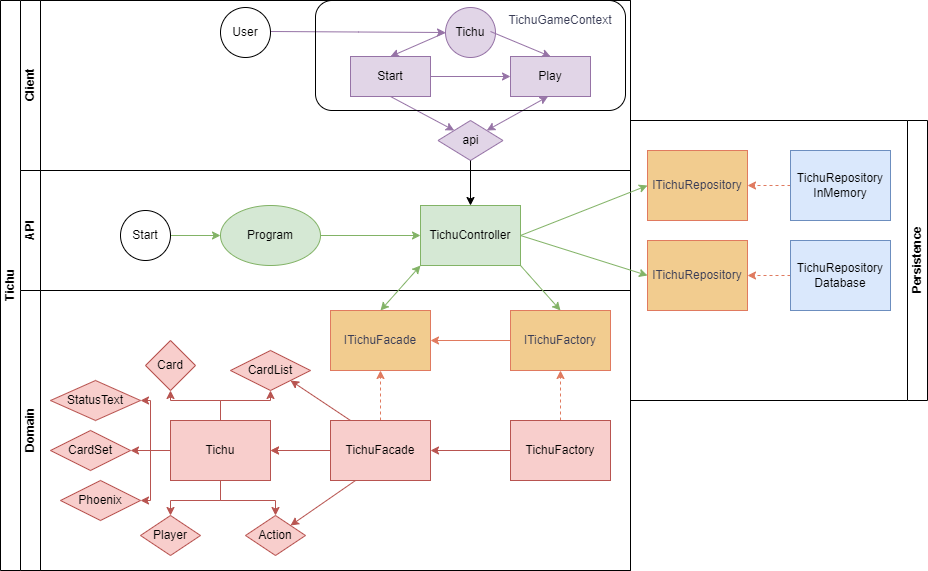 Tichu
Client
User
TichuGameContext
Tichu
Start
Play
api
API
Start
Program
TichuController
Persistence
ITichuRepository
TichuRepository
InMemory
ITichuRepository
TichuRepository
Database
Domain
ITichuFacade
ITichuFactory
Card
CardList
StatusText
CardSet
Tichu
TichuFacade
TichuFactory
Phoenix
Player
Action